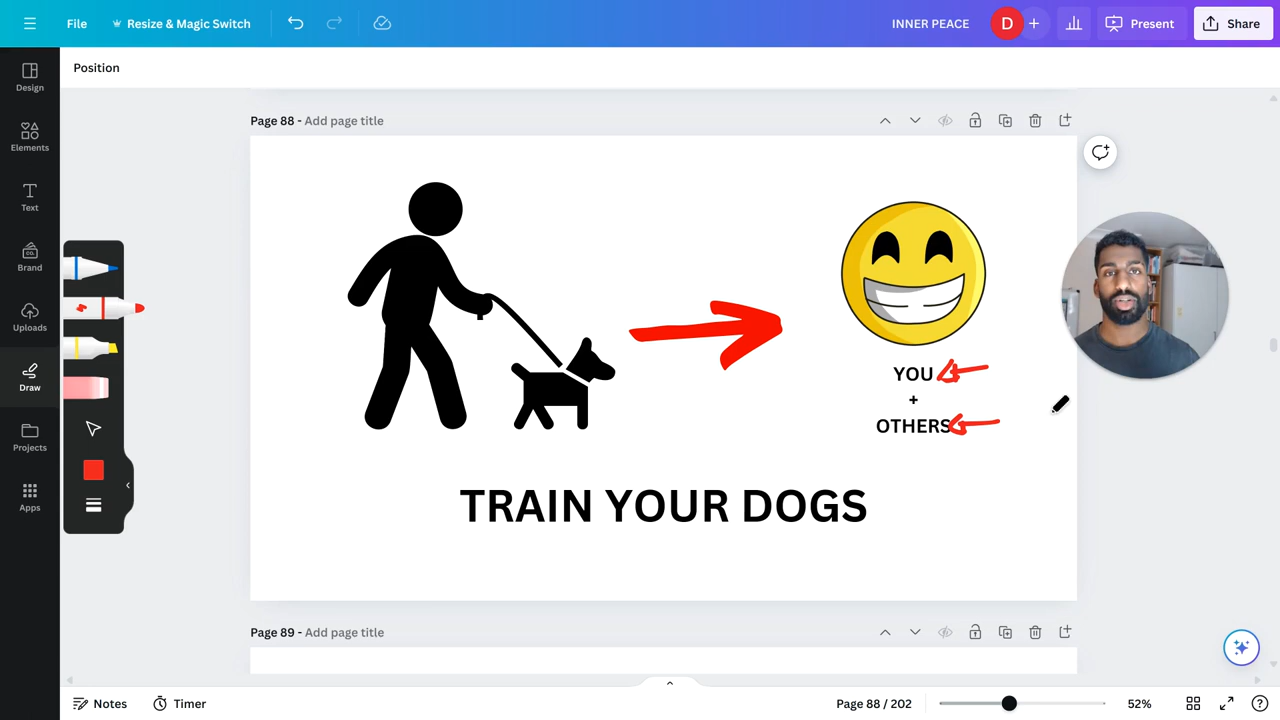 File
Resize & Magic Switch
INNER PEACE
D
+
Present
Share
Position
Design
Elements
Text
Brand
Uploads
Draw
Projects
Apps
Page 88 - Add page title
YOU
+
OTHERS
TRAIN YOUR DOGS
Page 89 - Add page title
Notes
Timer
Page 88 / 202
52%